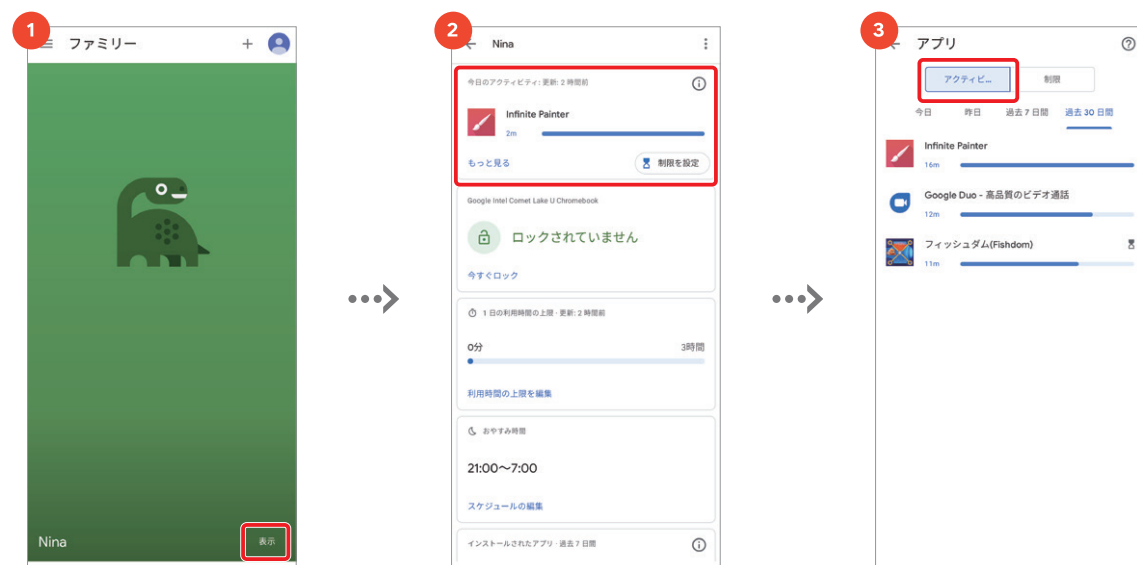 1
ファミリー
Nina
表示
2
Nina
今日のアクティビティ: 更新: 2 時間前
Infinite Painter
2m
もっと見る
制限を設定
Google Intel Comet Lake U Chromebook
ロックされていません
今すぐロック
1 日の利用時間の上限 · 更新: 2 時間前
0分 3時間
利用時間の上限を編集
おやすみ時間
21:00〜7:00
スケジュールの編集
インストールされたアプリ · 過去 7 日間
3
アプリ
アクティビ... 制限
今日 昨日 過去 7 日間 過去 30 日間
Infinite Painter
16m
Google Duo - 高品質のビデオ通話
12m
フィッシュダム(Fishdom)
11m